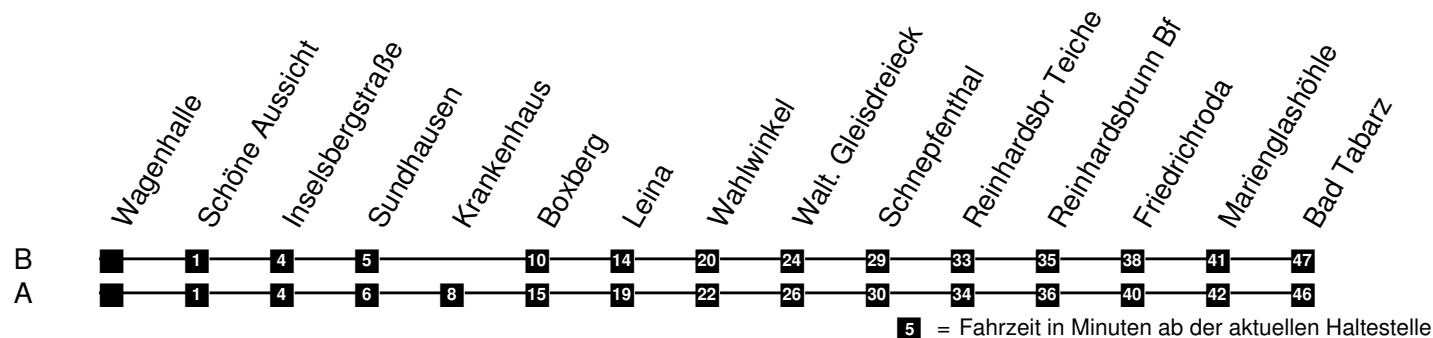 Wagenhalle
Schöne Aussicht
Inselsbergstraße
Sundhausen
Krankenhaus
Boxberg
Leina
Wahlwinkel
Walt. Gleisdreieck
Schnepfenthal
Reinhardsbr Teiche
Reinhardsbrunn Bf
Friedrichroda
Marienglashöhle
Bad Tabarz
B 1 4 5 10 14 20 24 29 33 35 38 41 47
A 1 4 6 8 15 19 22 26 30 34 36 40 42 46
5 = Fahrzeit in Minuten ab der aktuellen Haltestelle